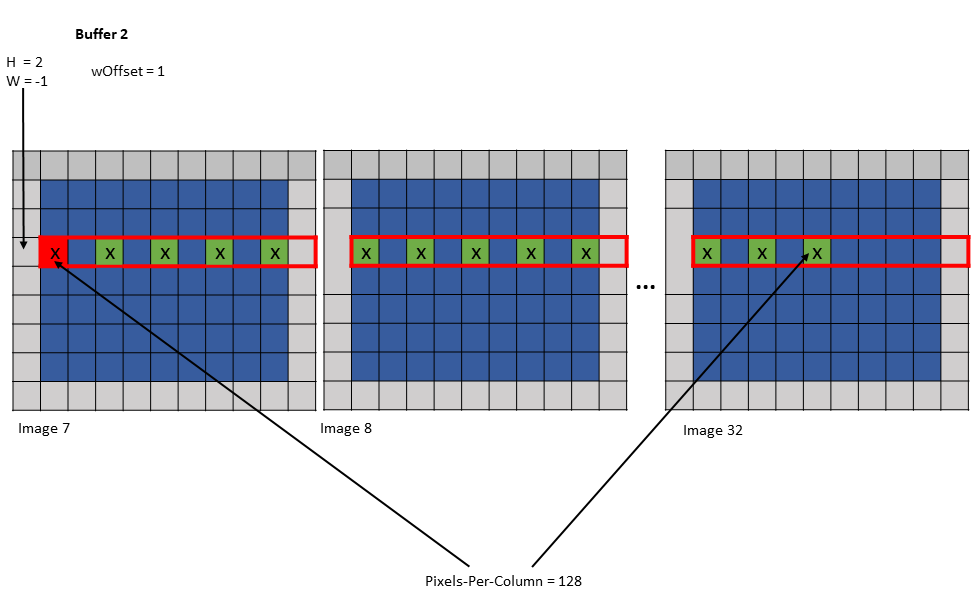 Buffer 2
H = 2
W = -1
wOffset = 1
X X X X X
X X X X X
...
X X X
Image 7
Image 8
Image 32
Pixels-Per-Column = 128